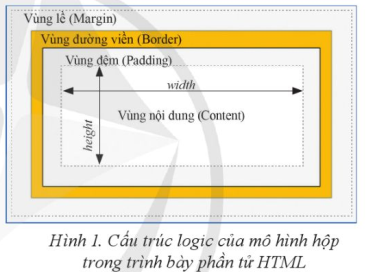 Vùng lề (Margin)
Vùng đường viền (Border)
Vùng đệm (Padding)
width
Vùng nội dung (Content)
height
Hình 1. Cấu trúc logic của mô hình hộp
trong trình bày phần tử HTML